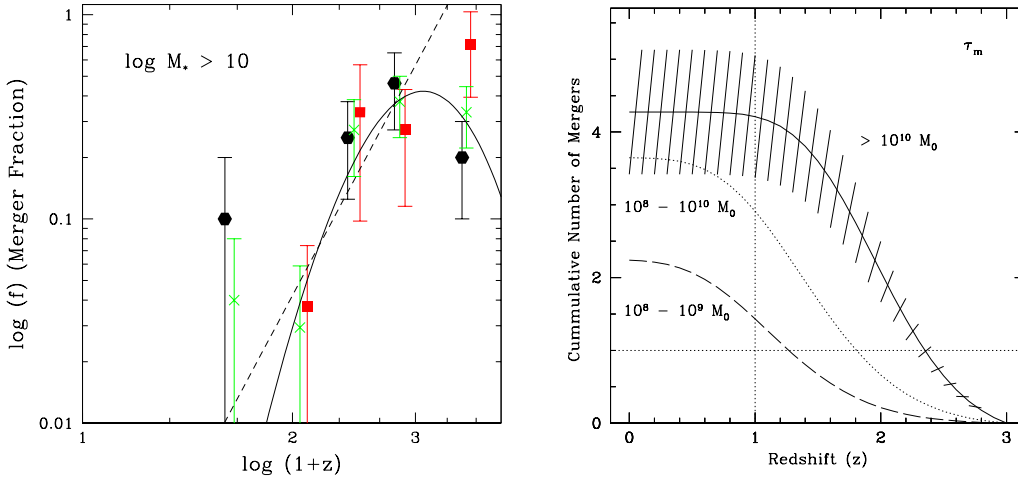 log M* > 10
1
0.1
0.01
log (f) (Merger Fraction)
1
2
3
log (1+z)
τm
> 10¹⁰ M₀
10⁸ − 10¹⁰ M₀
10⁸ − 10⁹ M₀
4
2
0
Cummulative Number of Mergers
0
1
2
3
Redshift (z)